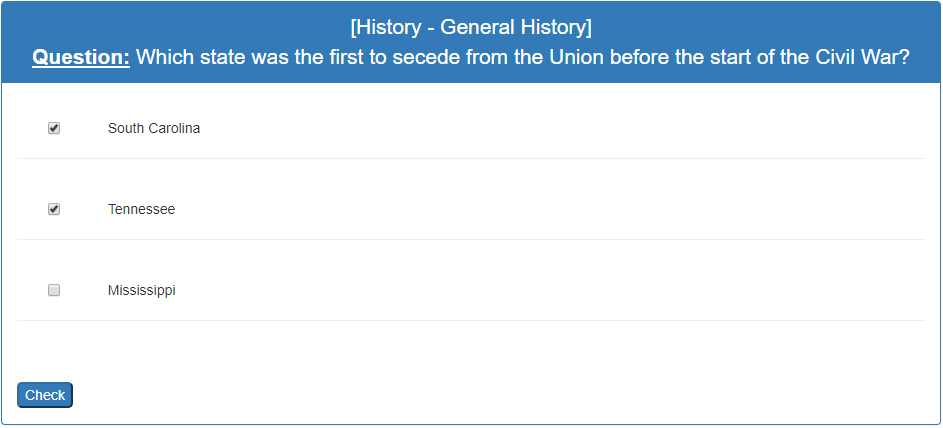 [History - General History]
Question: Which state was the first to secede from the Union before the start of the Civil War?
South Carolina
Tennessee
Mississippi
Check